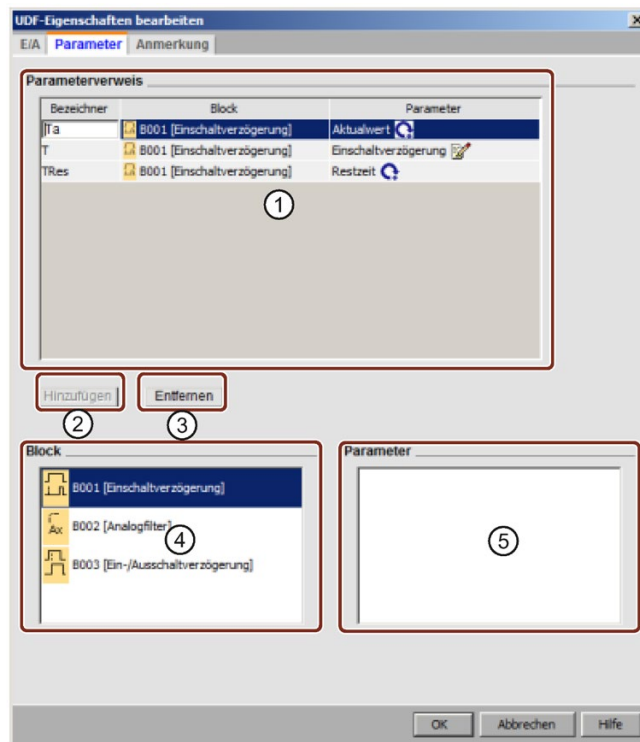 UDF-Eigenschaften bearbeiten
E/A Parameter Anmerkung
Parameterverweis
Bezeichner Block Parameter
Ta B001 [Einschaltverzögerung] Aktualwert
T B001 [Einschaltverzögerung] Einschaltverzögerung
TRes B001 [Einschaltverzögerung] Restzeit
1
Hinzufügen Entfernen
2 3
Block Parameter
B001 [Einschaltverzögerung]
Ax B002 [Analogfilter] 4 5
B003 [Ein-/Ausschaltverzögerung]
OK Abbrechen Hilfe